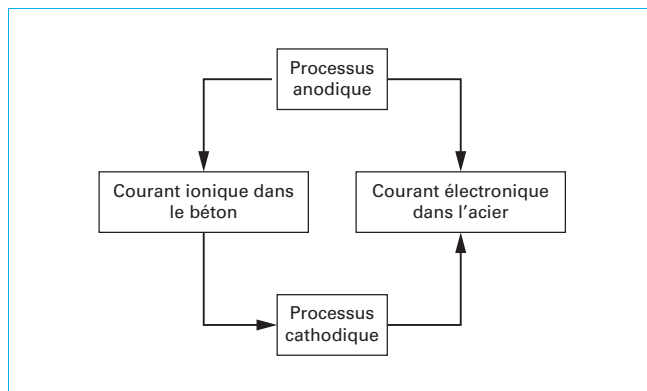 Processus
anodique
Courant ionique dans
le béton
Courant électronique
dans l'acier
Processus
cathodique